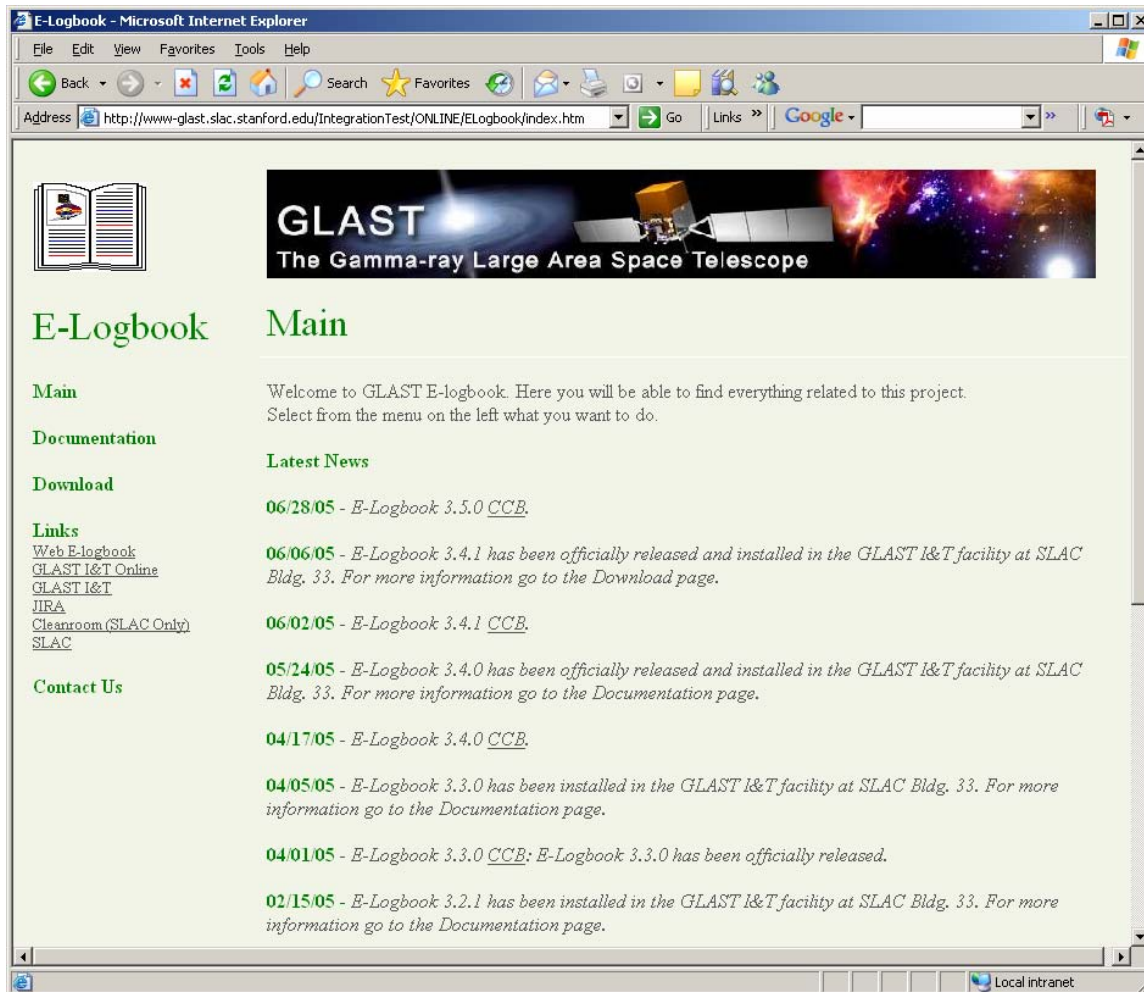 E-Logbook - Microsoft Internet Explorer
File Edit View Favorites Tools Help
Back Search Favorites
Address http://www-glast.slac.stanford.edu/IntegrationTest/ONLINE/ELogbook/index.htm Go Links » Google »
GLAST
The Gamma-ray Large Area Space Telescope
E-Logbook
Main
Documentation
Download
Links
Web E-logbook
GLAST I&T Online
GLAST I&T
JIRA
Cleanroom (SLAC Only)
SLAC
Contact Us
Main
Welcome to GLAST E-logbook. Here you will be able to find everything related to this project.
Select from the menu on the left what you want to do.
Latest News
06/28/05 - E-Logbook 3.5.0 CCB.
06/06/05 - E-Logbook 3.4.1 has been officially released and installed in the GLAST I&T facility at SLAC
Bldg. 33. For more information go to the Download page.
06/02/05 - E-Logbook 3.4.1 CCB.
05/24/05 - E-Logbook 3.4.0 has been officially released and installed in the GLAST I&T facility at SLAC
Bldg. 33. For more information go to the Documentation page.
04/17/05 - E-Logbook 3.4.0 CCB.
04/05/05 - E-Logbook 3.3.0 has been installed in the GLAST I&T facility at SLAC Bldg. 33. For more
information go to the Documentation page.
04/01/05 - E-Logbook 3.3.0 CCB: E-Logbook 3.3.0 has been officially released.
02/15/05 - E-Logbook 3.2.1 has been installed in the GLAST I&T facility at SLAC Bldg. 33. For more
information go to the Documentation page.
Local intranet